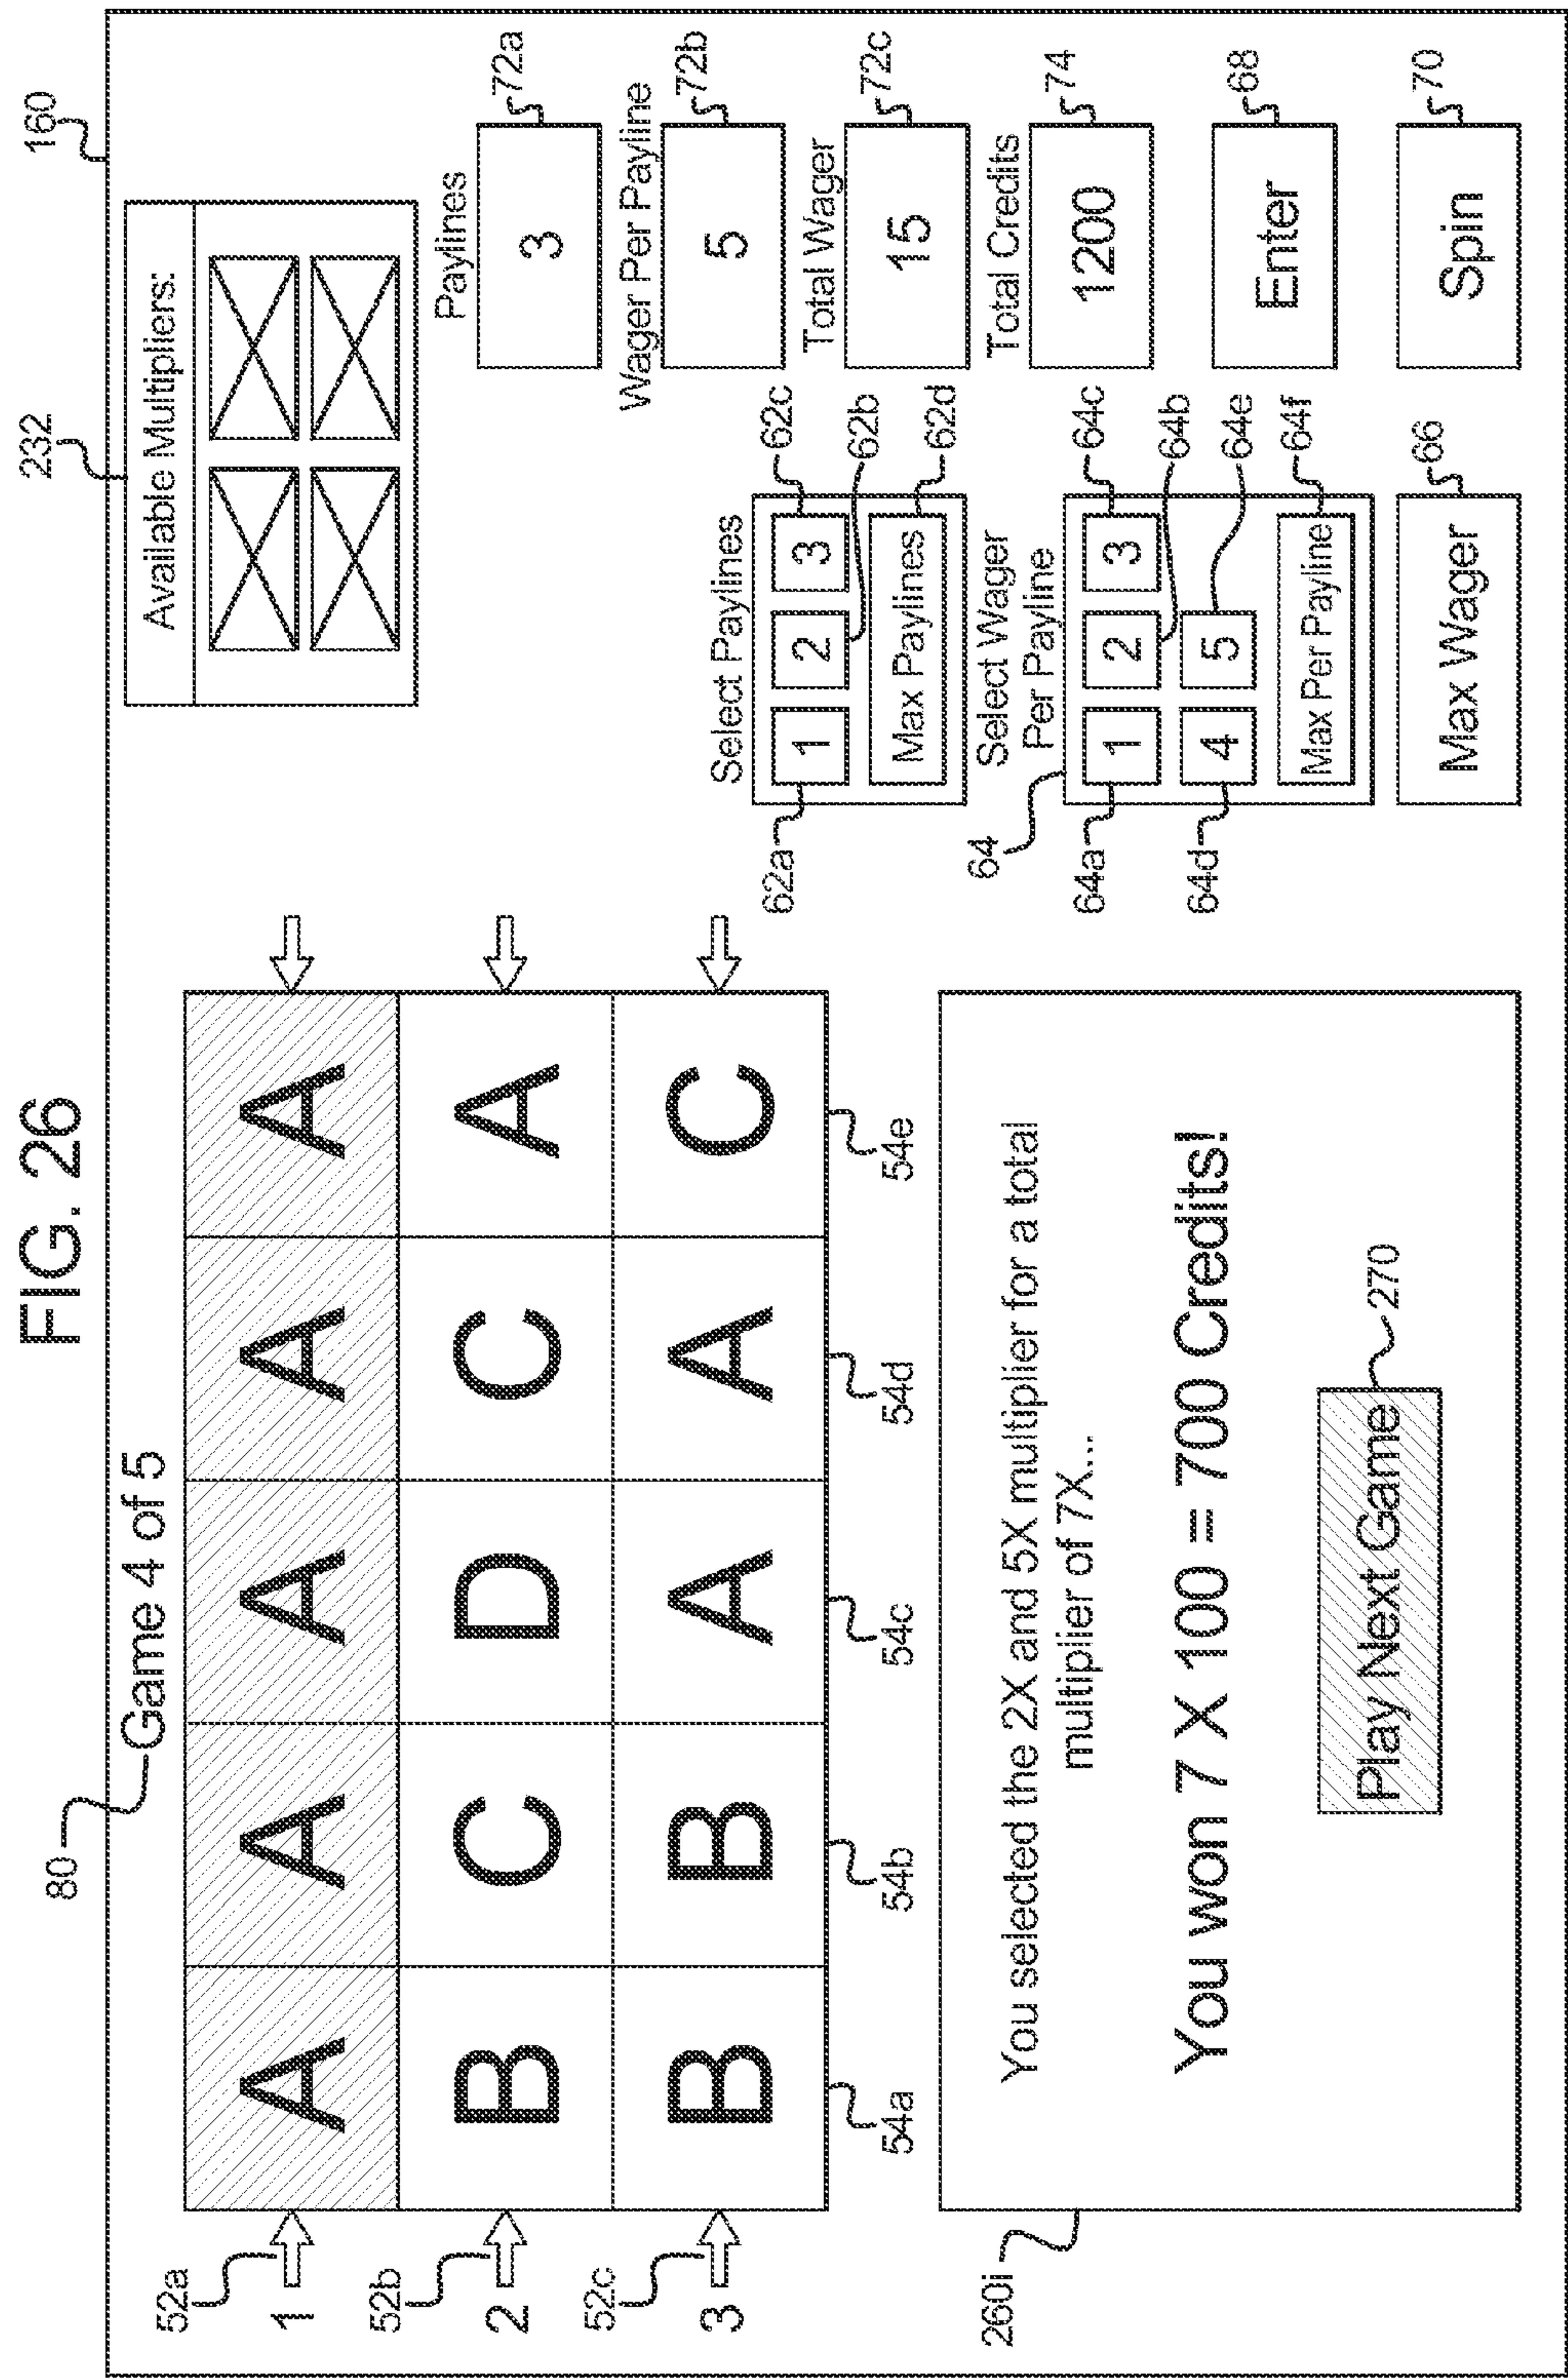 FIG. 26
160
232
80
Game 4 of 5
Available Multipliers:
52a
1
A A A A A
52b
2
B C D C A
52c
3
B B A A C
54a 54b 54c 54d 54e
Paylines
3
72a
Wager Per Payline
5
72b
Total Wager
15
72c
Total Credits
1200
74
Enter
68
Spin
70
Select Paylines
1 2 3
Max Paylines
62a
62c
62b
62d
Select Wager
Per Payline
64
1 2 3
4 5
Max Per Payline
64a
64d
64c
64b
64e
64f
Max Wager
66
260i
You selected the 2X and 5X multiplier for a total
multiplier of 7X...
You won 7 X 100 = 700 Credits!
Play Next Game
270